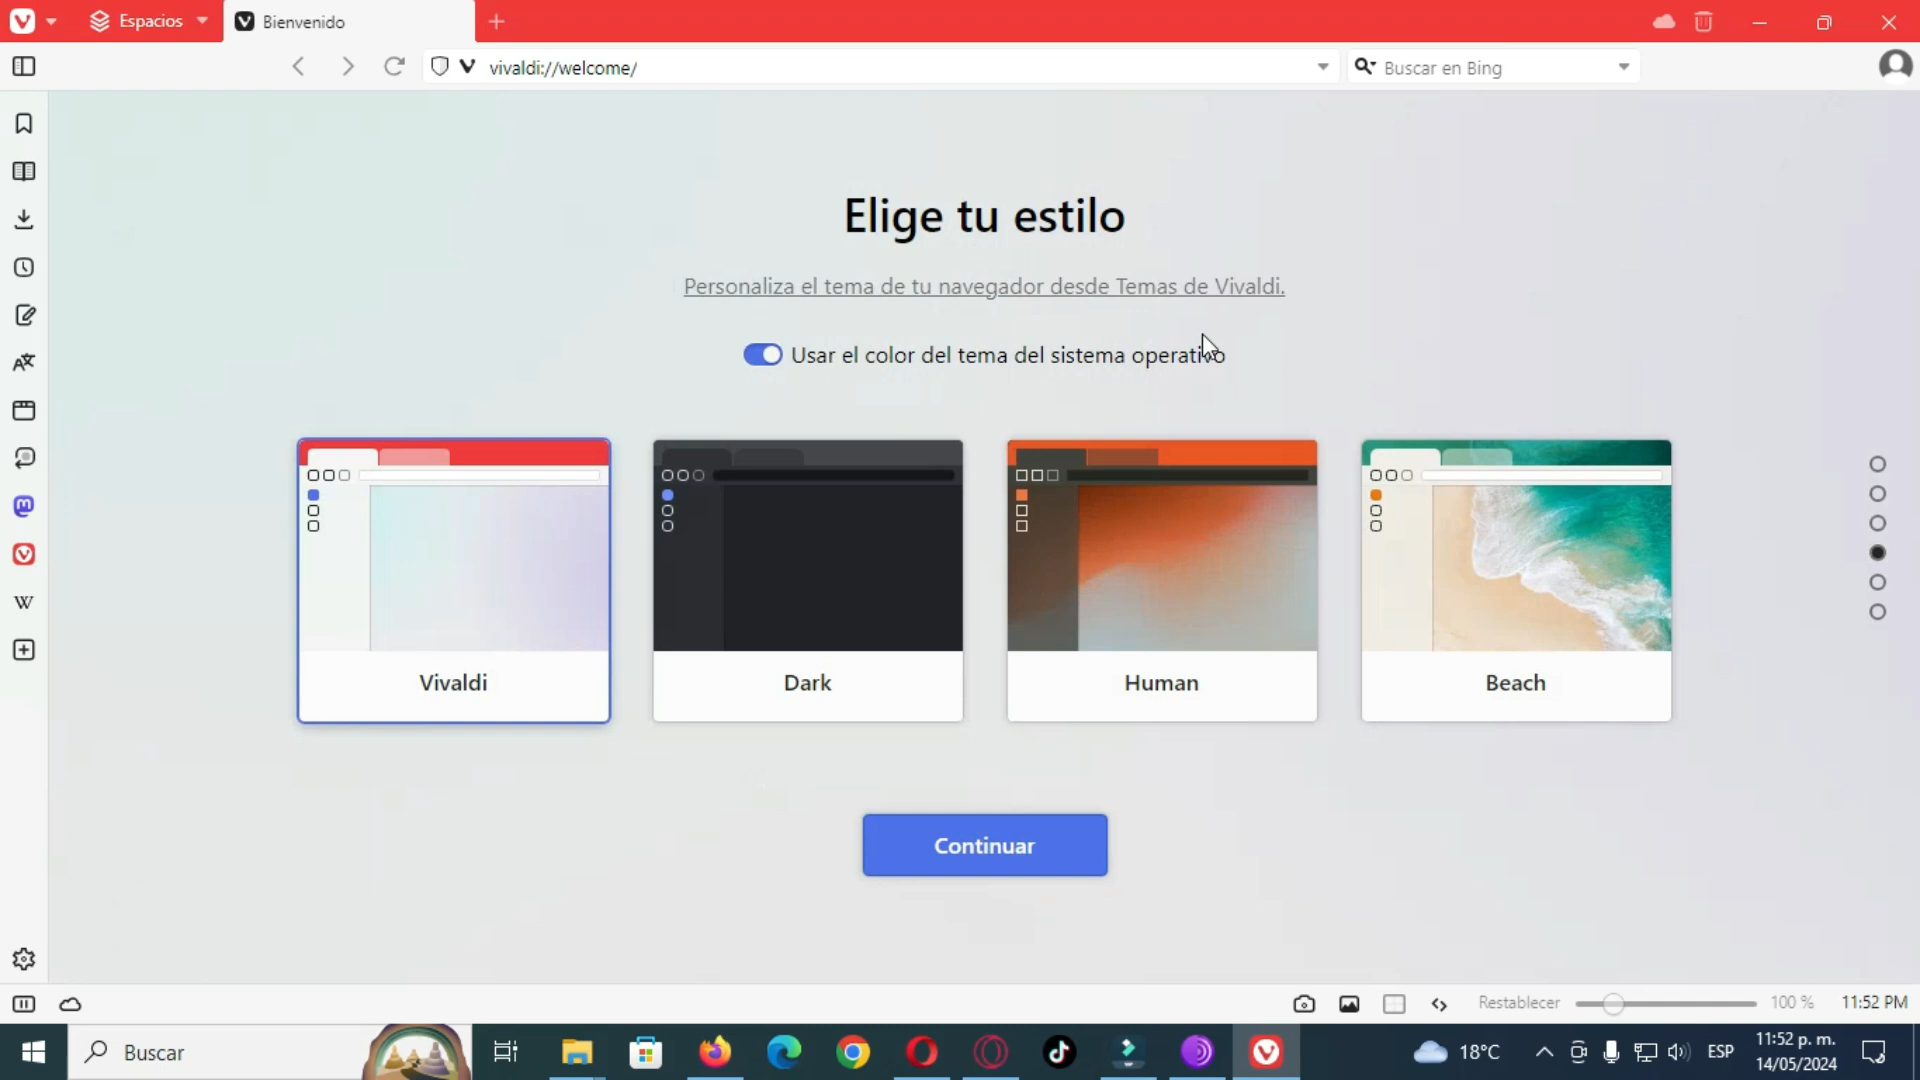 Espacios
Bienvenido
vivaldi://welcome/
Buscar en Bing
Elige tu estilo
Personaliza el tema de tu navegador desde Temas de Vivaldi.
Usar el color del tema del sistema operativo
Vivaldi
Dark
Human
Beach
Continuar
Restablecer
100 %
11:52 PM
Buscar
18°C
ESP
11:52 p. m.
14/05/2024